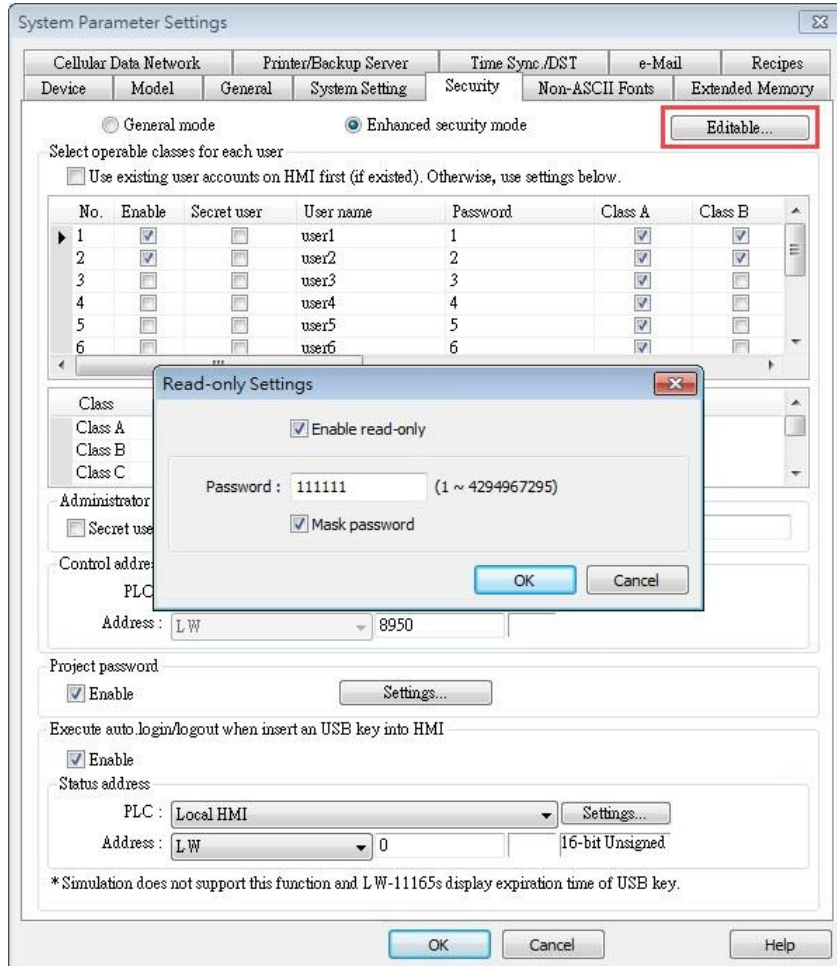 System Parameter Settings
Cellular Data Network Printer/Backup Server Time Sync./DST e-Mail Recipes
Device Model General System Setting Security Non-ASCII Fonts Extended Memory
General mode Enhanced security mode Editable...
Select operable classes for each user
Use existing user accounts on HMI first (if existed). Otherwise, use settings below.
No. Enable Secret user User name Password Class A Class B
1 user1 1
2 user2 2
3 user3 3
4 user4 4
5 user5 5
6 user6 6
Read-only Settings
Class
Enable read-only
Class A
Class B
Class C
Password : 111111 (1 ~ 4294967295)
Administrator
Mask password
Secret use
Control addre
OK Cancel
PLC
Address : LW 8950
Project password
Enable Settings...
Execute auto.login/logout when insert an USB key into HMI
Enable
Status address
PLC : Local HMI Settings...
Address : LW 0 16-bit Unsigned
* Simulation does not support this function and LW-11165s display expiration time of USB key.
OK Cancel Help